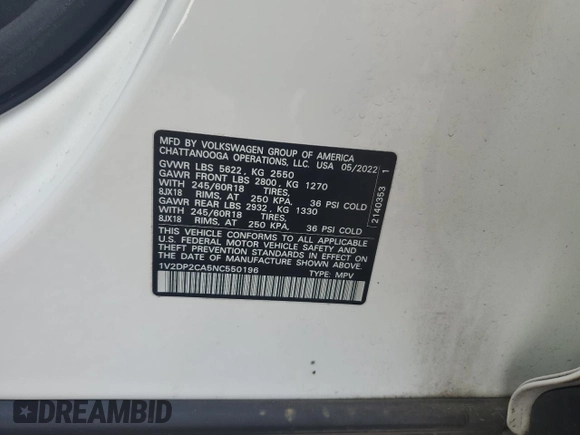 MFD BY VOLKSWAGEN GROUP OF AMERICA
CHATTANOOGA OPERATIONS, LLC. USA 05/2022
GVWR LBS 5622, KG 2550
GAWR FRONT LBS 2800, KG 1270
WITH 245/60R18 TIRES,
8JX18 RIMS, AT 250 KPA, 36 PSI COLD
GAWR REAR LBS 2932, KG 1330
WITH 245/60R18 TIRES,
8JX18 RIMS, AT 250 KPA, 36 PSI COLD
THIS VEHICLE CONFORMS TO ALL APPLICABLE
U.S. FEDERAL MOTOR VEHICLE SAFETY AND
THEFT PREVENTION STANDARDS IN EFFECT ON
THE DATE OF MANUFACTURE SHOWN ABOVE.
1V2DP2CA5NC550196 TYPE: MPV
2140353 1
DREAMBID